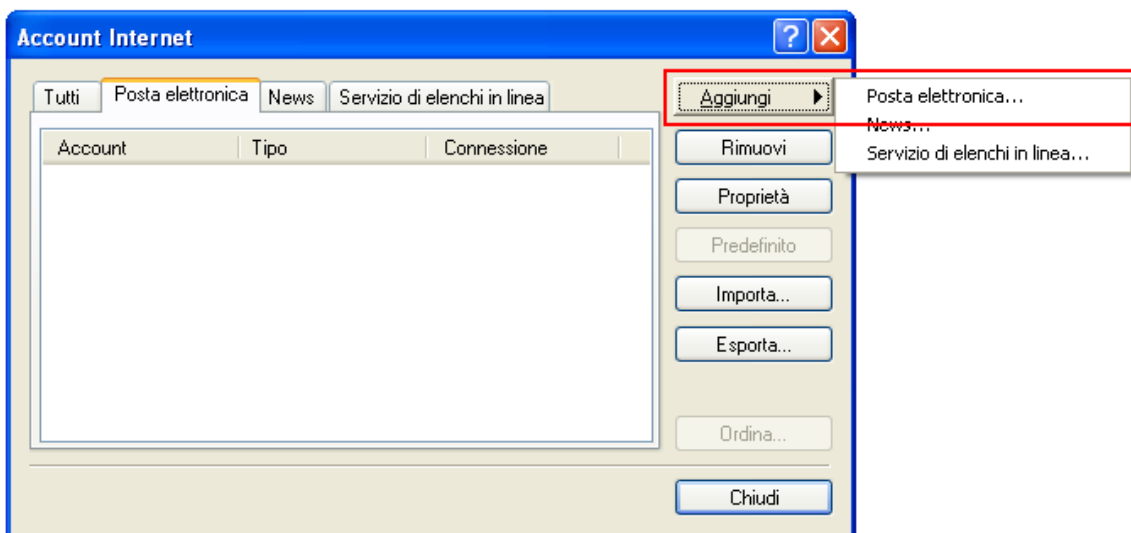 Account Internet
Tutti Posta elettronica News Servizio di elenchi in linea
Aggiungi
Posta elettronica...
News...
Servizio di elenchi in linea...
Account Tipo Connessione
Rimuovi
Proprietà
Predefinito
Importa...
Esporta...
Ordina...
Chiudi